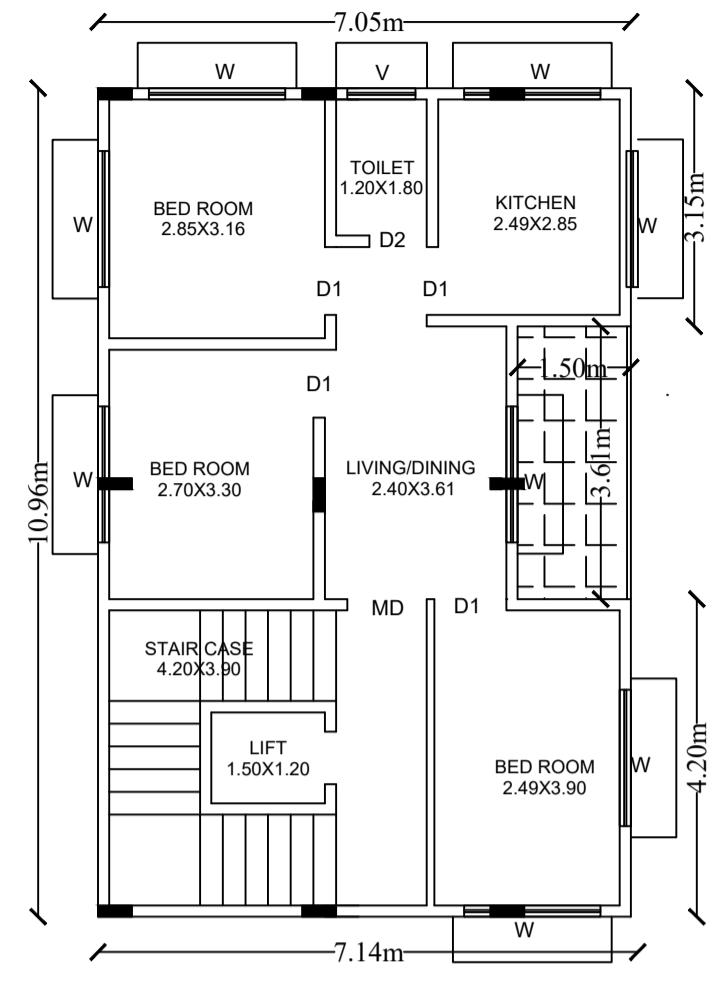 7.05m
W
V
W
TOILET
1.20X1.80
BED ROOM
2.85X3.16
KITCHEN
2.49X2.85
W
W
3.15m
D2
D1
D1
1.50m
D1
BED ROOM
2.70X3.30
LIVING/DINING
2.40X3.61
W
W
3.61m
10.96m
MD
D1
STAIR CASE
4.20X3.90
LIFT
1.50X1.20
BED ROOM
2.49X3.90
W
4.20m
W
7.14m